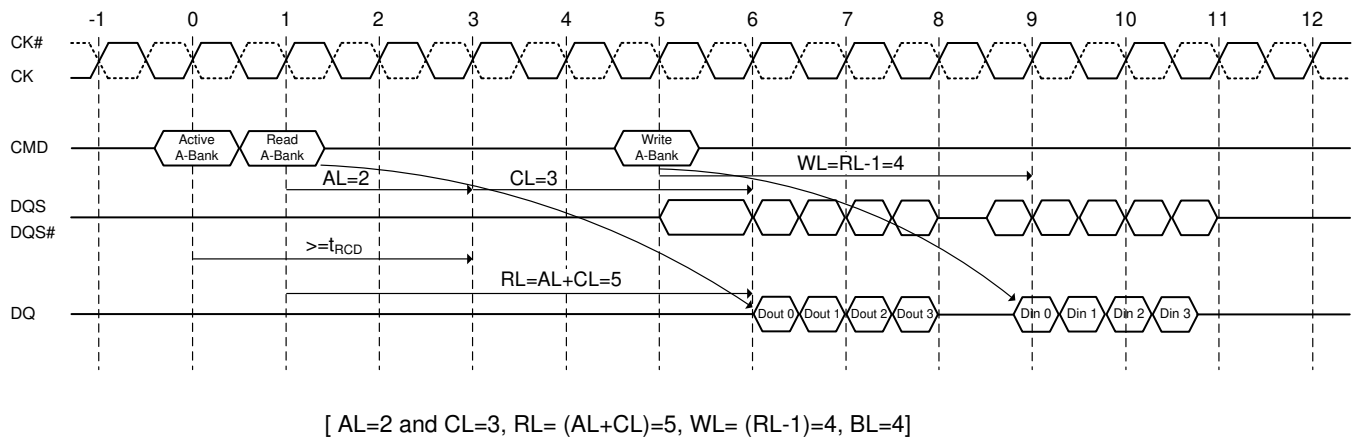 -1 0 1 2 3 4 5 6 7 8 9 10 11 12
CK#
CK
CMD
Active
A-Bank
Read
A-Bank
Write
A-Bank
WL=RL-1=4
AL=2
CL=3
DQS
DQS#
>=tRCD
RL=AL+CL=5
DQ
Dout 0 Dout 1 Dout 2 Dout 3
Din 0 Din 1 Din 2 Din 3
[ AL=2 and CL=3, RL= (AL+CL)=5, WL= (RL-1)=4, BL=4]